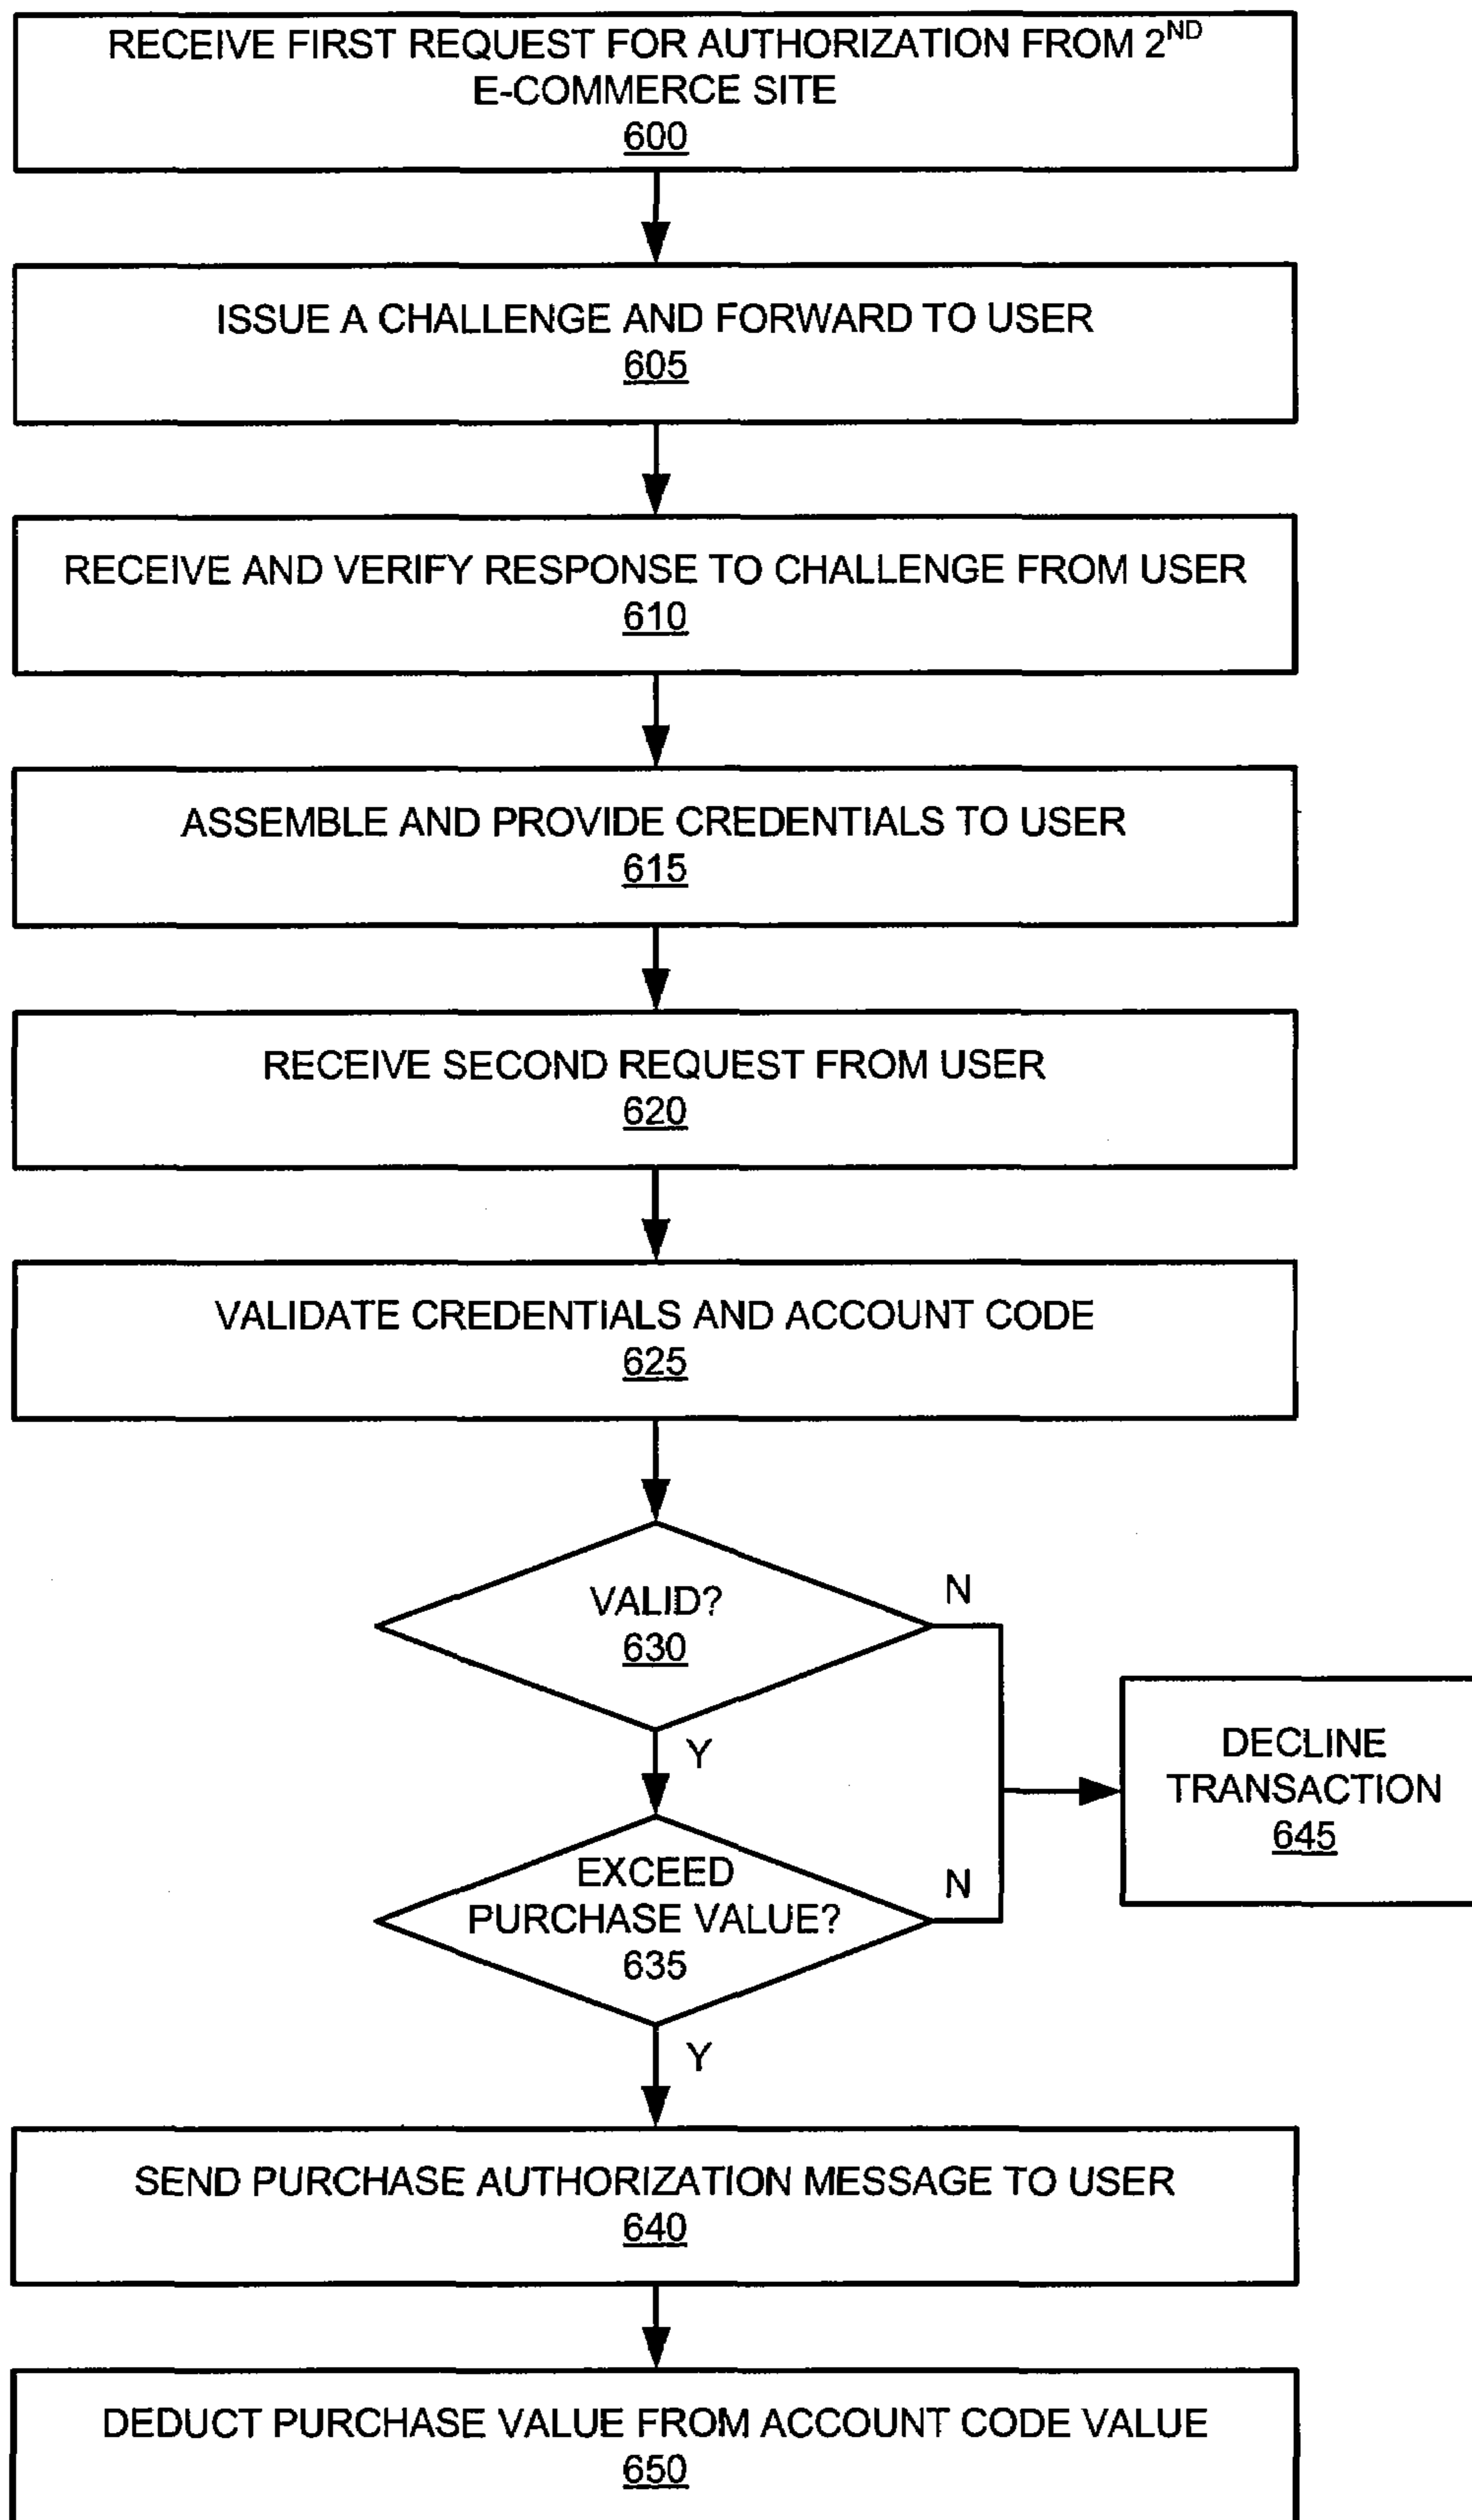 RECEIVE FIRST REQUEST FOR AUTHORIZATION FROM 2ND
E-COMMERCE SITE
600
ISSUE A CHALLENGE AND FORWARD TO USER
605
RECEIVE AND VERIFY RESPONSE TO CHALLENGE FROM USER
610
ASSEMBLE AND PROVIDE CREDENTIALS TO USER
615
RECEIVE SECOND REQUEST FROM USER
620
VALIDATE CREDENTIALS AND ACCOUNT CODE
625
VALID?
630
N
Y
DECLINE
TRANSACTION
645
EXCEED
PURCHASE VALUE?
635
N
Y
SEND PURCHASE AUTHORIZATION MESSAGE TO USER
640
DEDUCT PURCHASE VALUE FROM ACCOUNT CODE VALUE
650